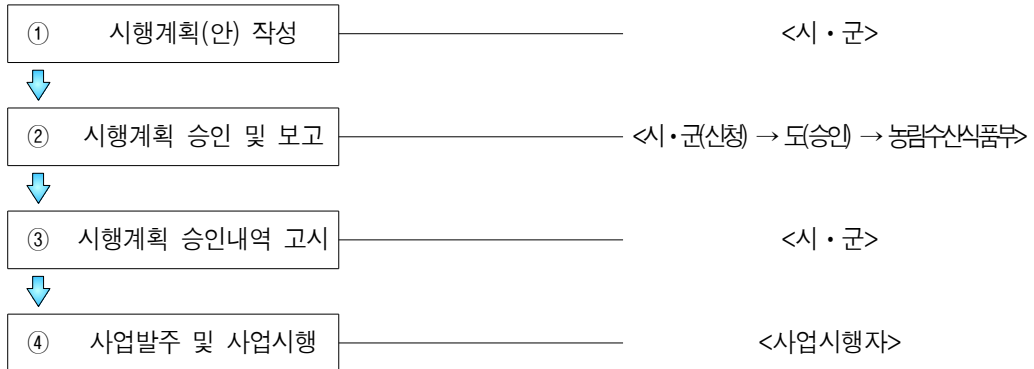 ① 시행계획(안) 작성 <시・군>
② 시행계획 승인 및 보고 <시・군(신청) → 도(승인) → 농림수산식품부>
③ 시행계획 승인내역 고시 <시・군>
④ 사업발주 및 사업시행 <사업시행자>